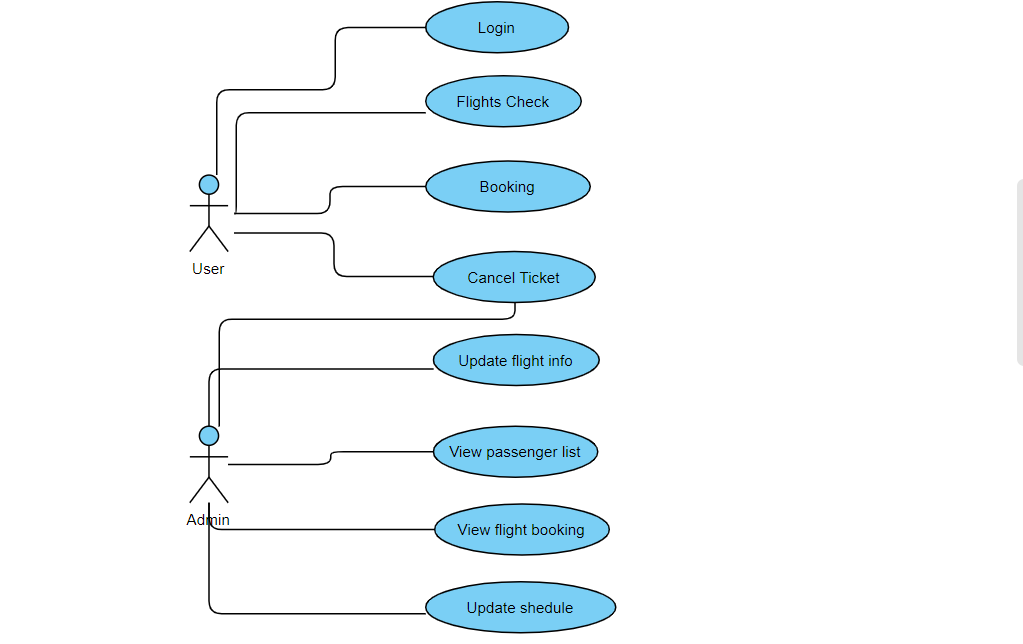 Login
Flights Check
Booking
User
Cancel Ticket
Update flight info
View passenger list
Admin
View flight booking
Update shedule